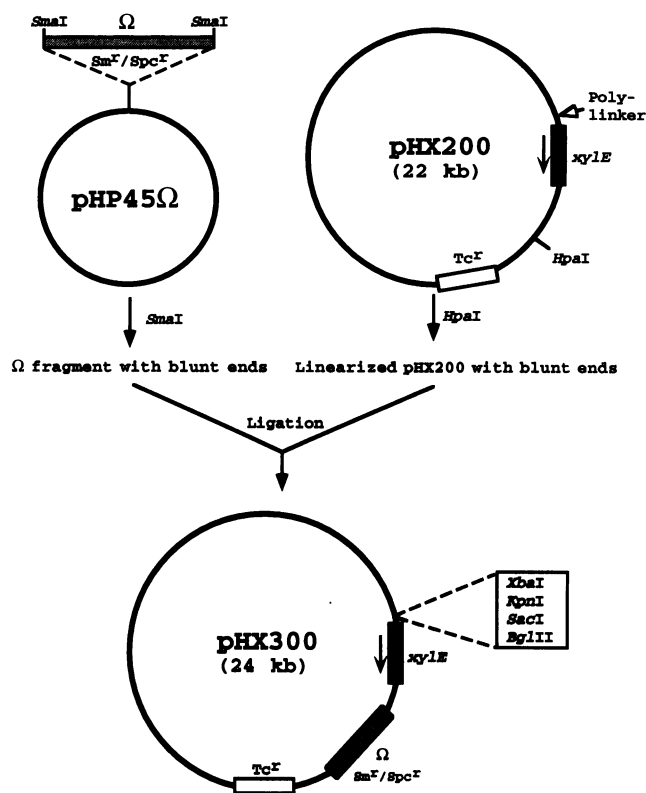 SmaI Ω SmaI
Smʳ/Spcʳ
pHP45Ω
Poly-
linker
pHX200
(22 kb)
xylE
HpaI
Tcʳ
SmaI
HpaI
Ω fragment with blunt ends
Linearized pHX200 with blunt ends
Ligation
XbaI
KpnI
SacI
BglII
pHX300
(24 kb)
xylE
Ω
Smʳ/Spcʳ
Tcʳ